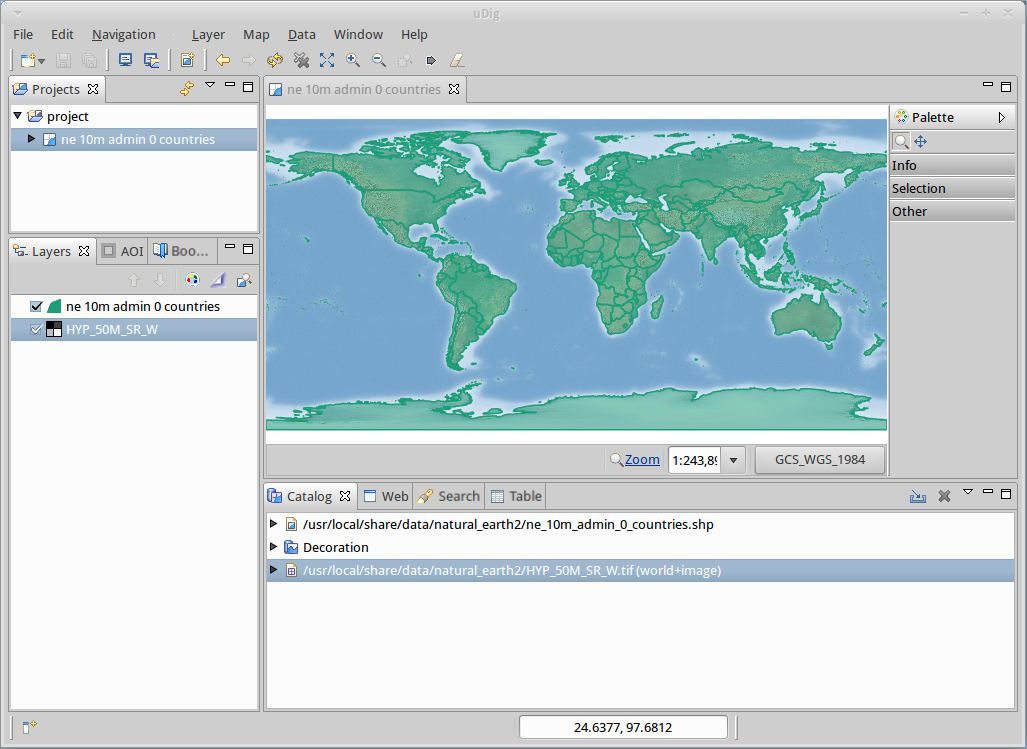 uDig
File Edit Navigation Layer Map Data Window Help
Projects
project
ne 10m admin 0 countries
Layers AOI Boo...
ne 10m admin 0 countries
HYP_50M_SR_W
ne 10m admin 0 countries
Palette
Info
Selection
Other
Zoom 1:243,89 GCS_WGS_1984
Catalog Web Search Table
/usr/local/share/data/natural_earth2/ne_10m_admin_0_countries.shp
Decoration
/usr/local/share/data/natural_earth2/HYP_50M_SR_W.tif (world+image)
24.6377, 97.6812